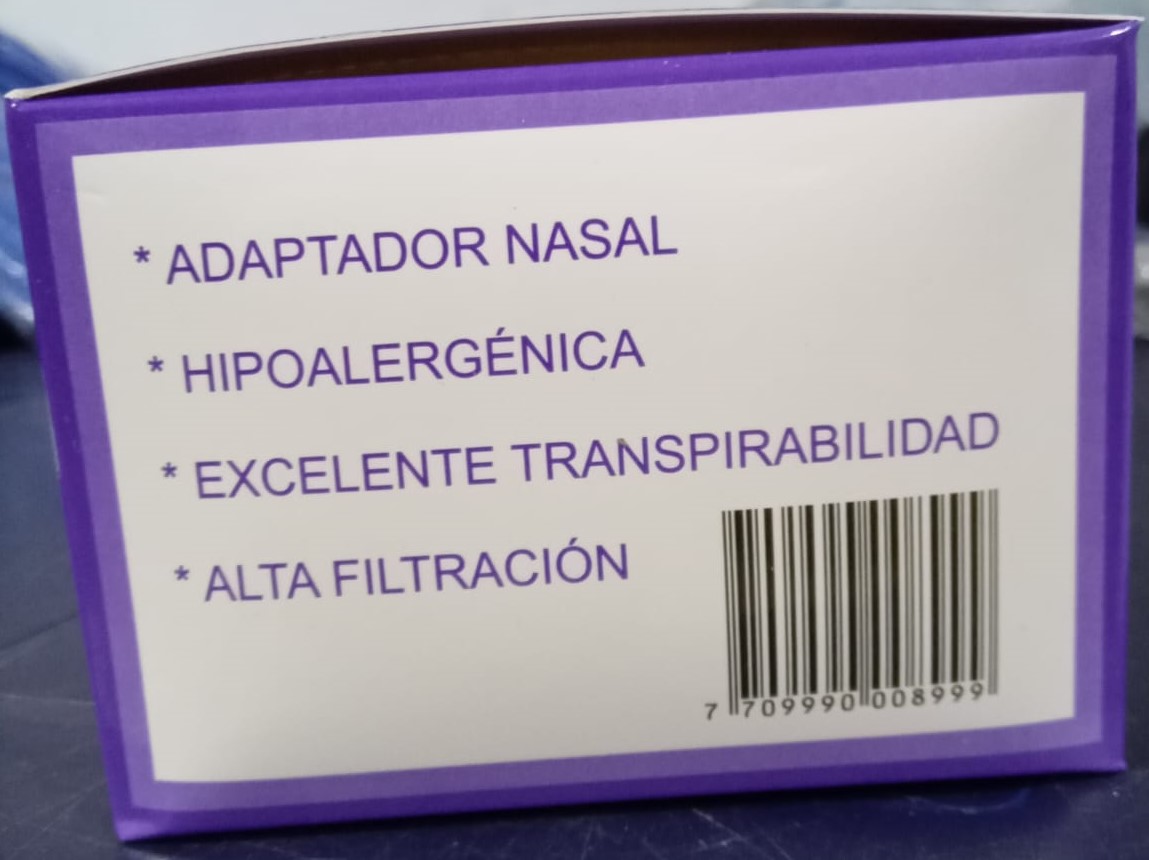 * ADAPTADOR NASAL
* HIPOALERGÉNICA
* EXCELENTE TRANSPIRABILIDAD
* ALTA FILTRACIÓN
7 709990 008999